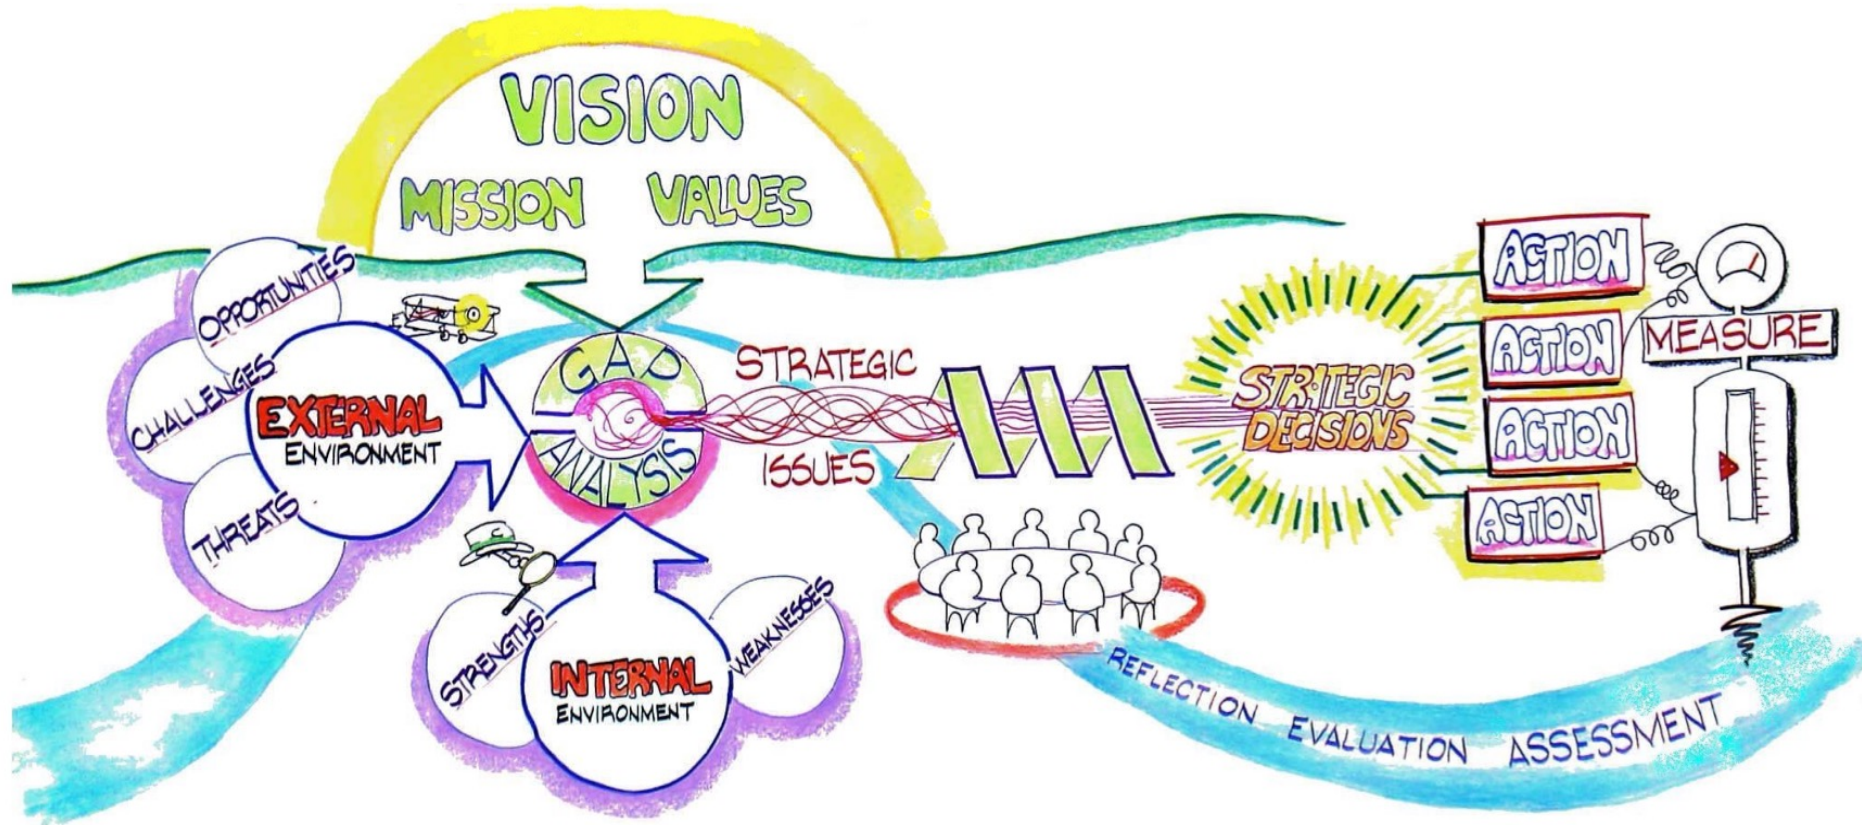 VISION
MISSION VALUES
OPPORTUNITIES
CHALLENGES
THREATS
EXTERNAL
ENVIRONMENT
GAP
ANALYSIS
STRATEGIC
ISSUES
STRENGTHS
WEAKNESSES
INTERNAL
ENVIRONMENT
STRATEGIC
DECISIONS
ACTION
ACTION
ACTION
ACTION
MEASURE
REFLECTION EVALUATION ASSESSMENT